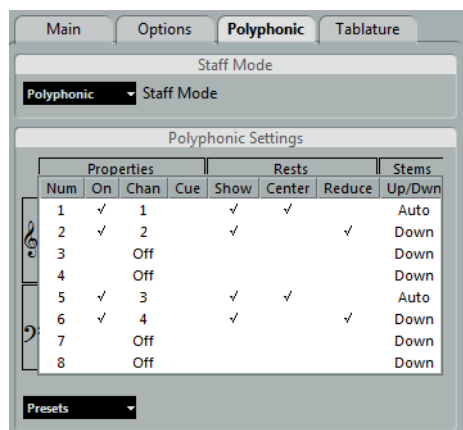 Main Options Polyphonic Tablature
Staff Mode
Polyphonic Staff Mode
Polyphonic Settings
Properties Rests Stems
Num On Chan Cue Show Center Reduce Up/Dwn
1 √ 1 √ √ Auto
2 √ 2 √ √ Down
3 Off Down
4 Off Down
5 √ 3 √ √ Auto
6 √ 4 √ √ Down
7 Off Down
8 Off Down
Presets